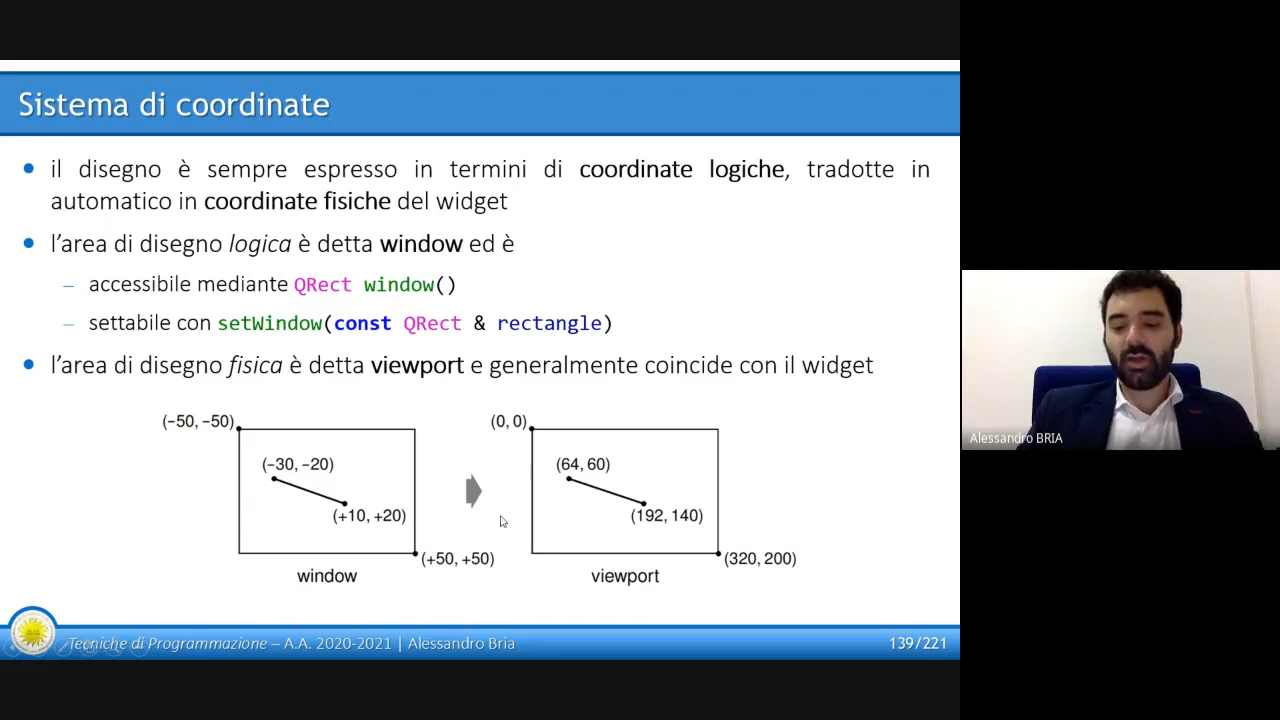 Sistema di coordinate
• il disegno è sempre espresso in termini di coordinate logiche, tradotte in
automatico in coordinate fisiche del widget
• l’area di disegno logica è detta window ed è
– accessibile mediante QRect window()
– settabile con setWindow(const QRect & rectangle)
• l’area di disegno fisica è detta viewport e generalmente coincide con il widget
(−50, −50)
(−30, −20)
(+10, +20)
(+50, +50)
window
(0, 0)
(64, 60)
(192, 140)
(320, 200)
viewport
Tecniche di Programmazione – A.A. 2020-2021 | Alessandro Bria
139/221
Alessandro BRIA